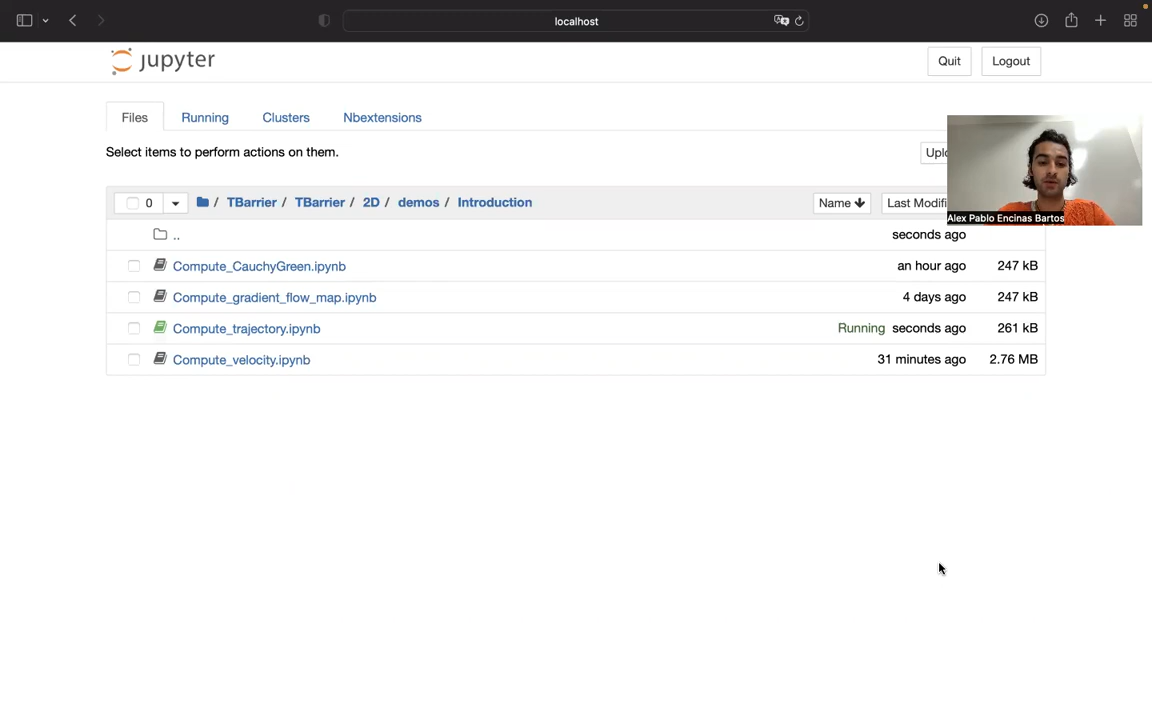 localhost
jupyter
Quit
Logout
Files
Running
Clusters
Nbextensions
Select items to perform actions on them.
Uplo
0
/ TBarrier / TBarrier / 2D / demos / Introduction
Name
Last Modifi
..
seconds ago
Compute_CauchyGreen.ipynb
an hour ago
247 kB
Compute_gradient_flow_map.ipynb
4 days ago
247 kB
Compute_trajectory.ipynb
Running seconds ago
261 kB
Compute_velocity.ipynb
31 minutes ago
2.76 MB
Alex Pablo Encinas Bartos